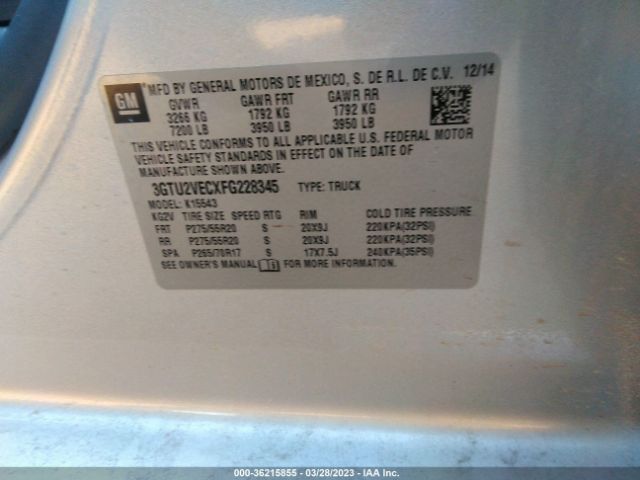 GM
MFD BY GENERAL MOTORS DE MEXICO, S. DE R.L. DE C.V. 12/14
GVWR GAWR FRT GAWR RR
3266 KG 1792 KG 1792 KG
7200 LB 3950 LB 3950 LB
THIS VEHICLE CONFORMS TO ALL APPLICABLE U.S. FEDERAL MOTOR
VEHICLE SAFETY STANDARDS IN EFFECT ON THE DATE OF
MANUFACTURE SHOWN ABOVE.
3GTU2VECXFG228345 TYPE: TRUCK
MODEL: K15543
KG2V TIRE SIZE SPEED RTG RIM COLD TIRE PRESSURE
FRT P275/55R20 S 20X9J 220KPA(32PSI)
RR P275/55R20 S 20X9J 220KPA(32PSI)
SPA P265/70R17 S 17X7.5J 240KPA(35PSI)
SEE OWNER'S MANUAL FOR MORE INFORMATION.
000-36215855 - 03/28/2023 - IAA Inc.